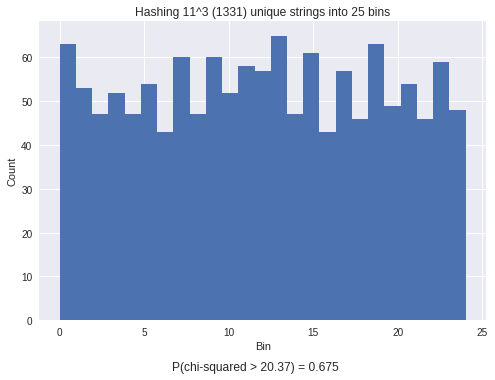 Hashing 11^3 (1331) unique strings into 25 bins
60
50
40
30
20
10
0
Count
0 5 10 15 20 25
Bin
P(chi-squared > 20.37) = 0.675